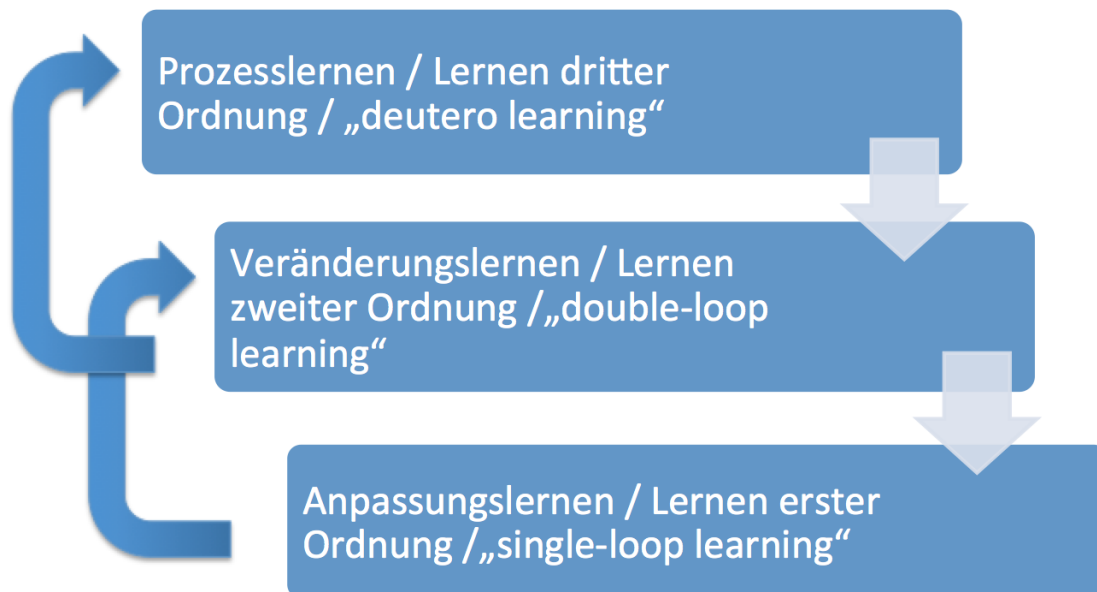 Prozesslernen / Lernen dritter
Ordnung / „deutero learning“
Veränderungslernen / Lernen
zweiter Ordnung /„double-loop
learning“
Anpassungslernen / Lernen erster
Ordnung /„single-loop learning“